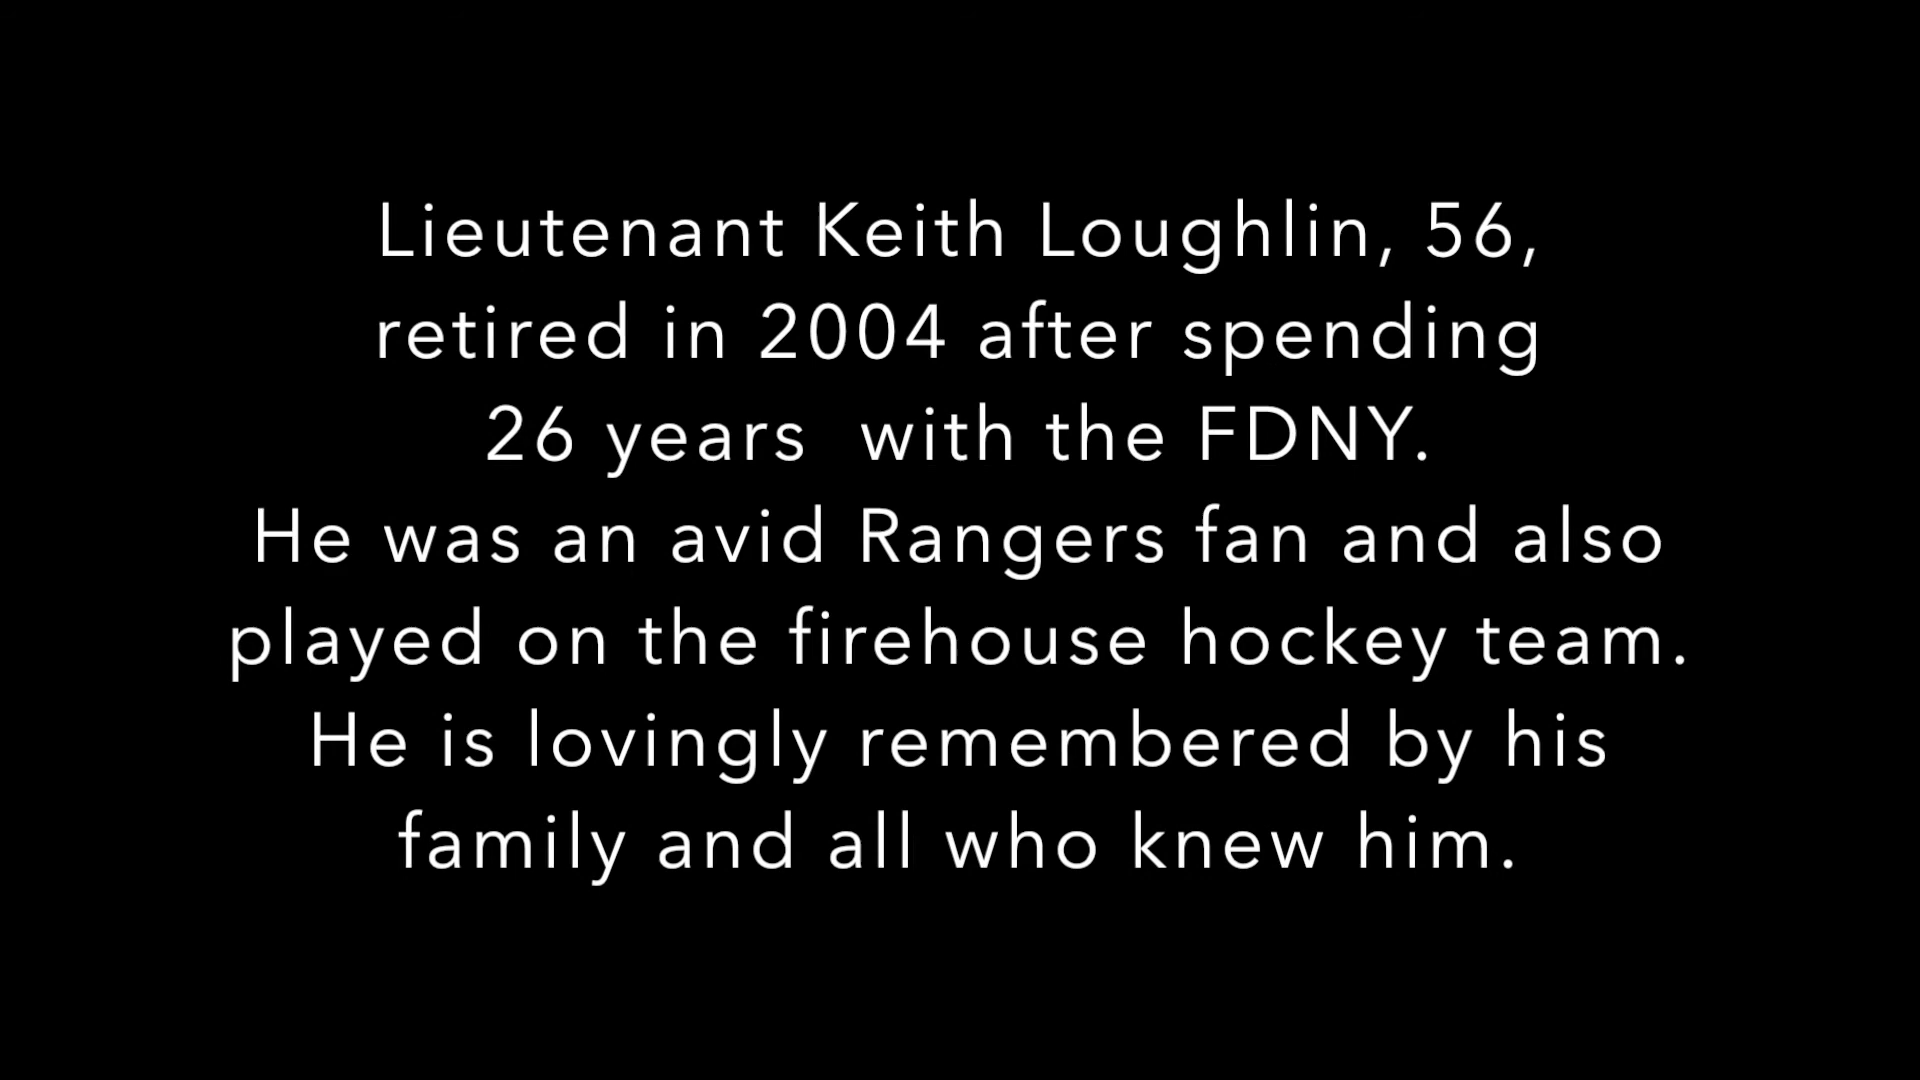 Lieutenant Keith Loughlin, 56,
retired in 2004 after spending
26 years  with the FDNY.
He was an avid Rangers fan and also
played on the firehouse hockey team.
He is lovingly remembered by his
family and all who knew him.